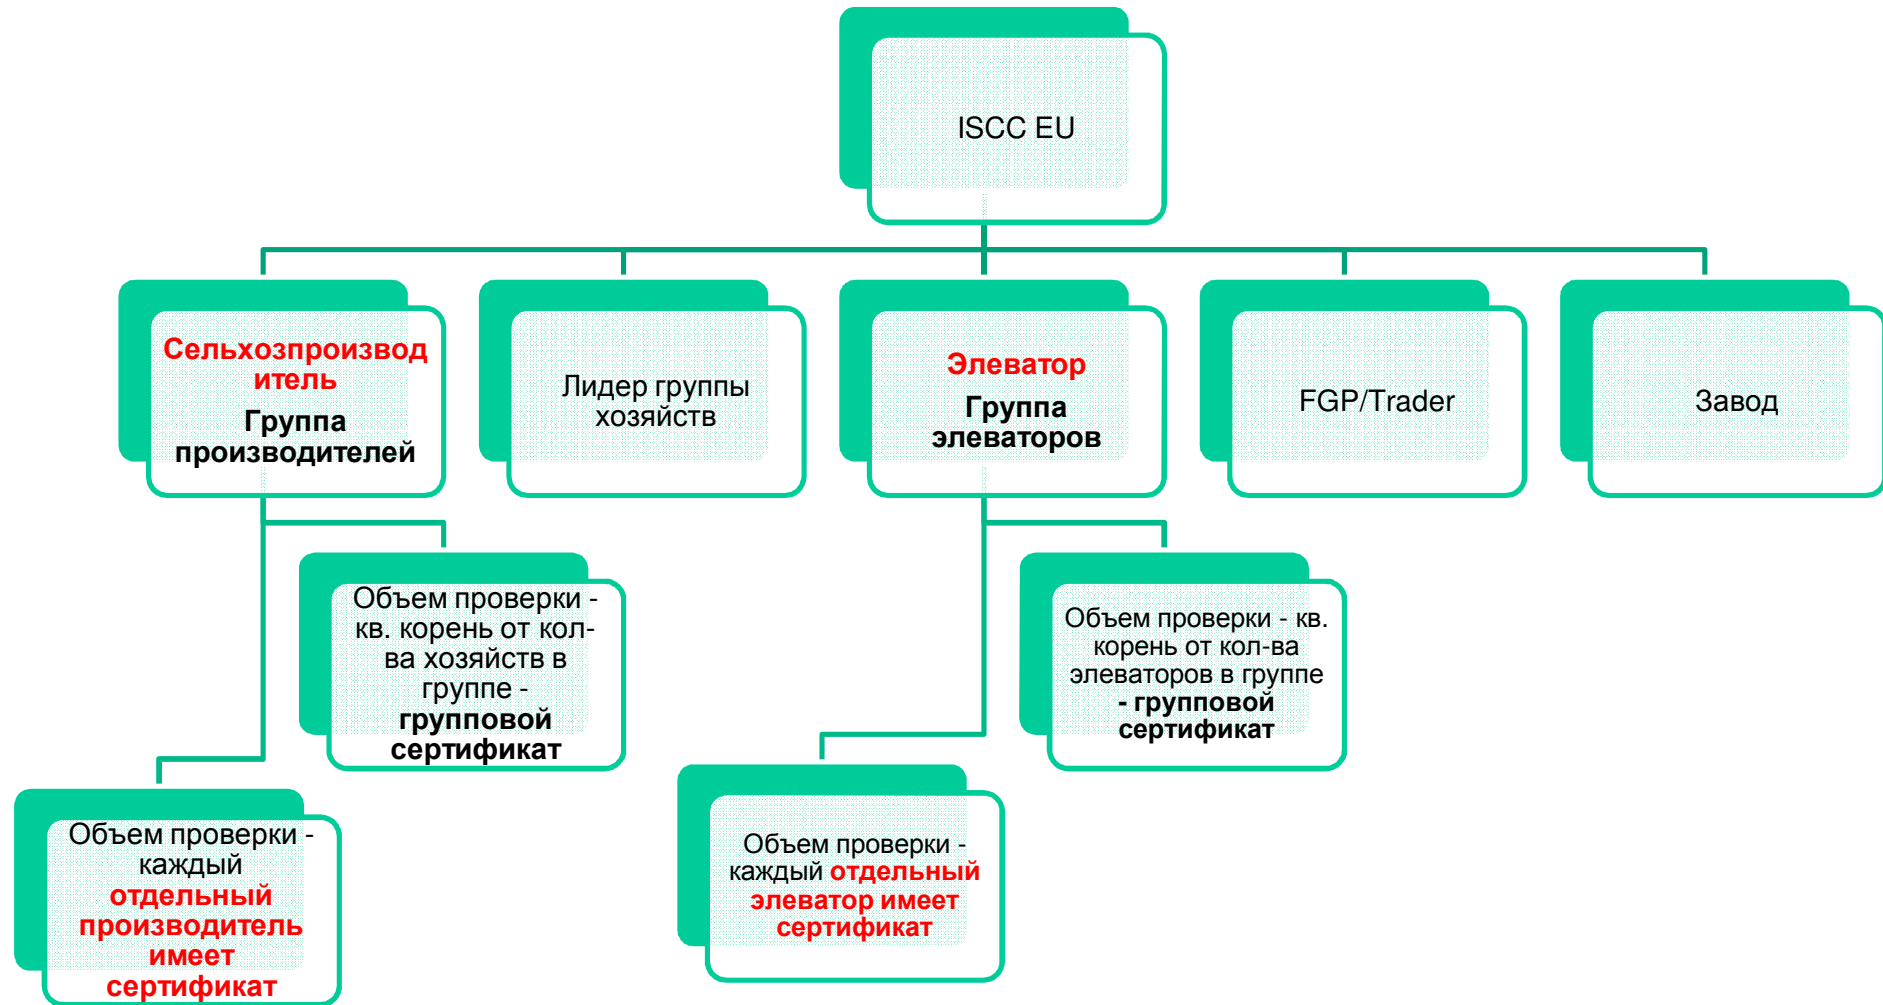 ISCC EU
Сельхозпроизвод
итель
Группа
производителей
Лидер группы
хозяйств
Элеватор
Группа
элеваторов
FGP/Trader
Завод
Объем проверки -
кв. корень от кол-
ва хозяйств в
группе -
групповой
сертификат
Объем проверки - кв.
корень от кол-ва
элеваторов в группе
- групповой
сертификат
Объем проверки -
каждый
отдельный
производитель
имеет
сертификат
Объем проверки -
каждый отдельный
элеватор имеет
сертификат